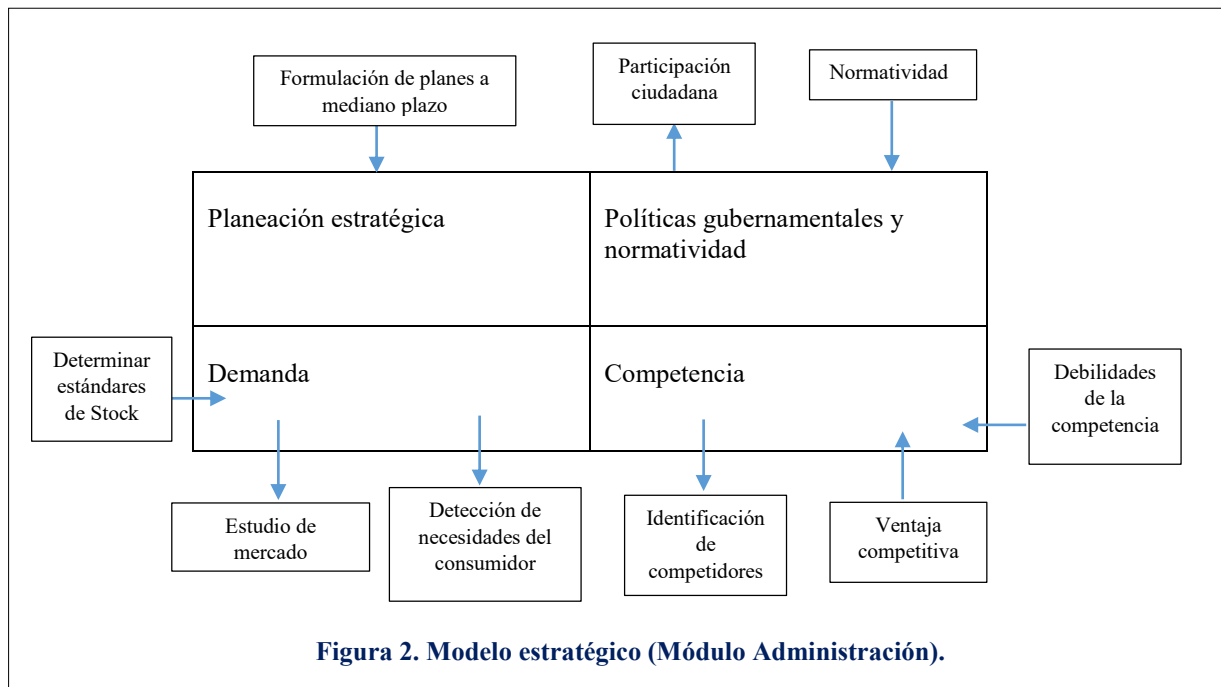 Formulación de planes a
mediano plazo
Participación
ciudadana
Normatividad
Planeación estratégica
Políticas gubernamentales y
normatividad
Determinar
estándares
de Stock
Demanda
Competencia
Debilidades
de la
competencia
Estudio de
mercado
Detección de
necesidades del
consumidor
Identificación
de
competidores
Ventaja
competitiva
Figura 2. Modelo estratégico (Módulo Administración).